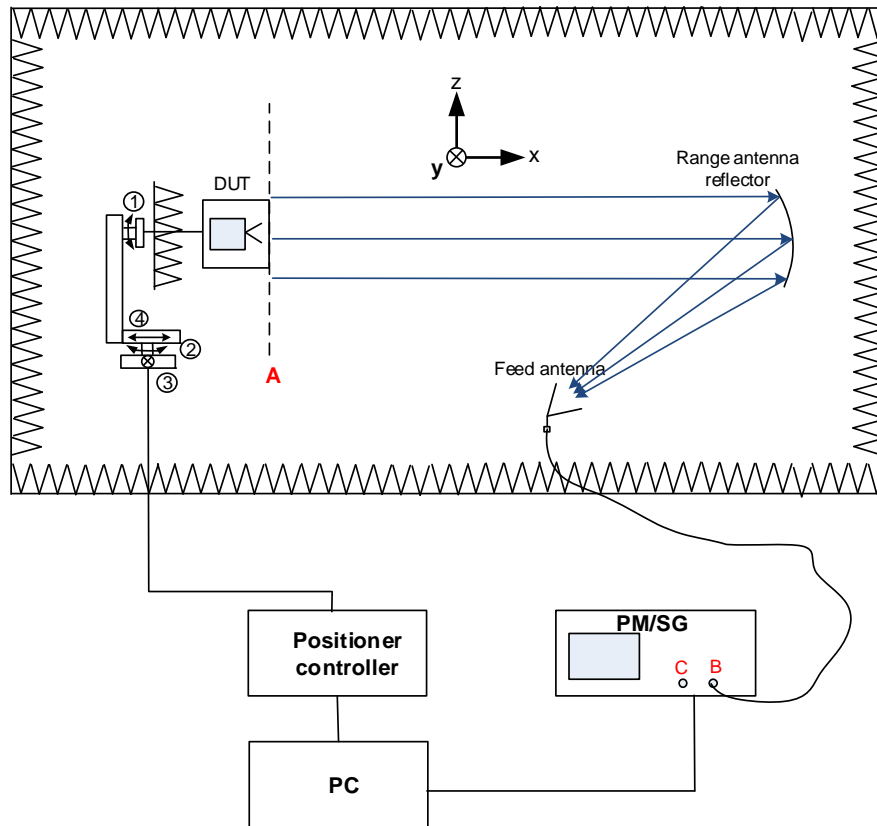 z
x
y
Range antenna
reflector
DUT
①
④
②
③
A
Feed antenna
Positioner
controller
PM/SG
C
B
PC